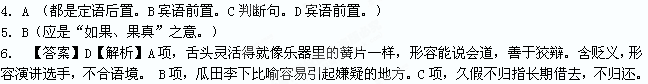 4. A （都是定语后置。B宾语前置。C 判断句。D宾语前置。）
5. B(应是“如果、果真”之意。)
6. 【答案】D【解析】A项，舌头灵活得就像乐器里的簧片一样，形容能说会道，善于狡辩。含贬义，形
容演讲选手，不合语境。 B项，瓜田李下比喻容易引起嫌疑的地方。C项，久假不归指长期借去，不归还。